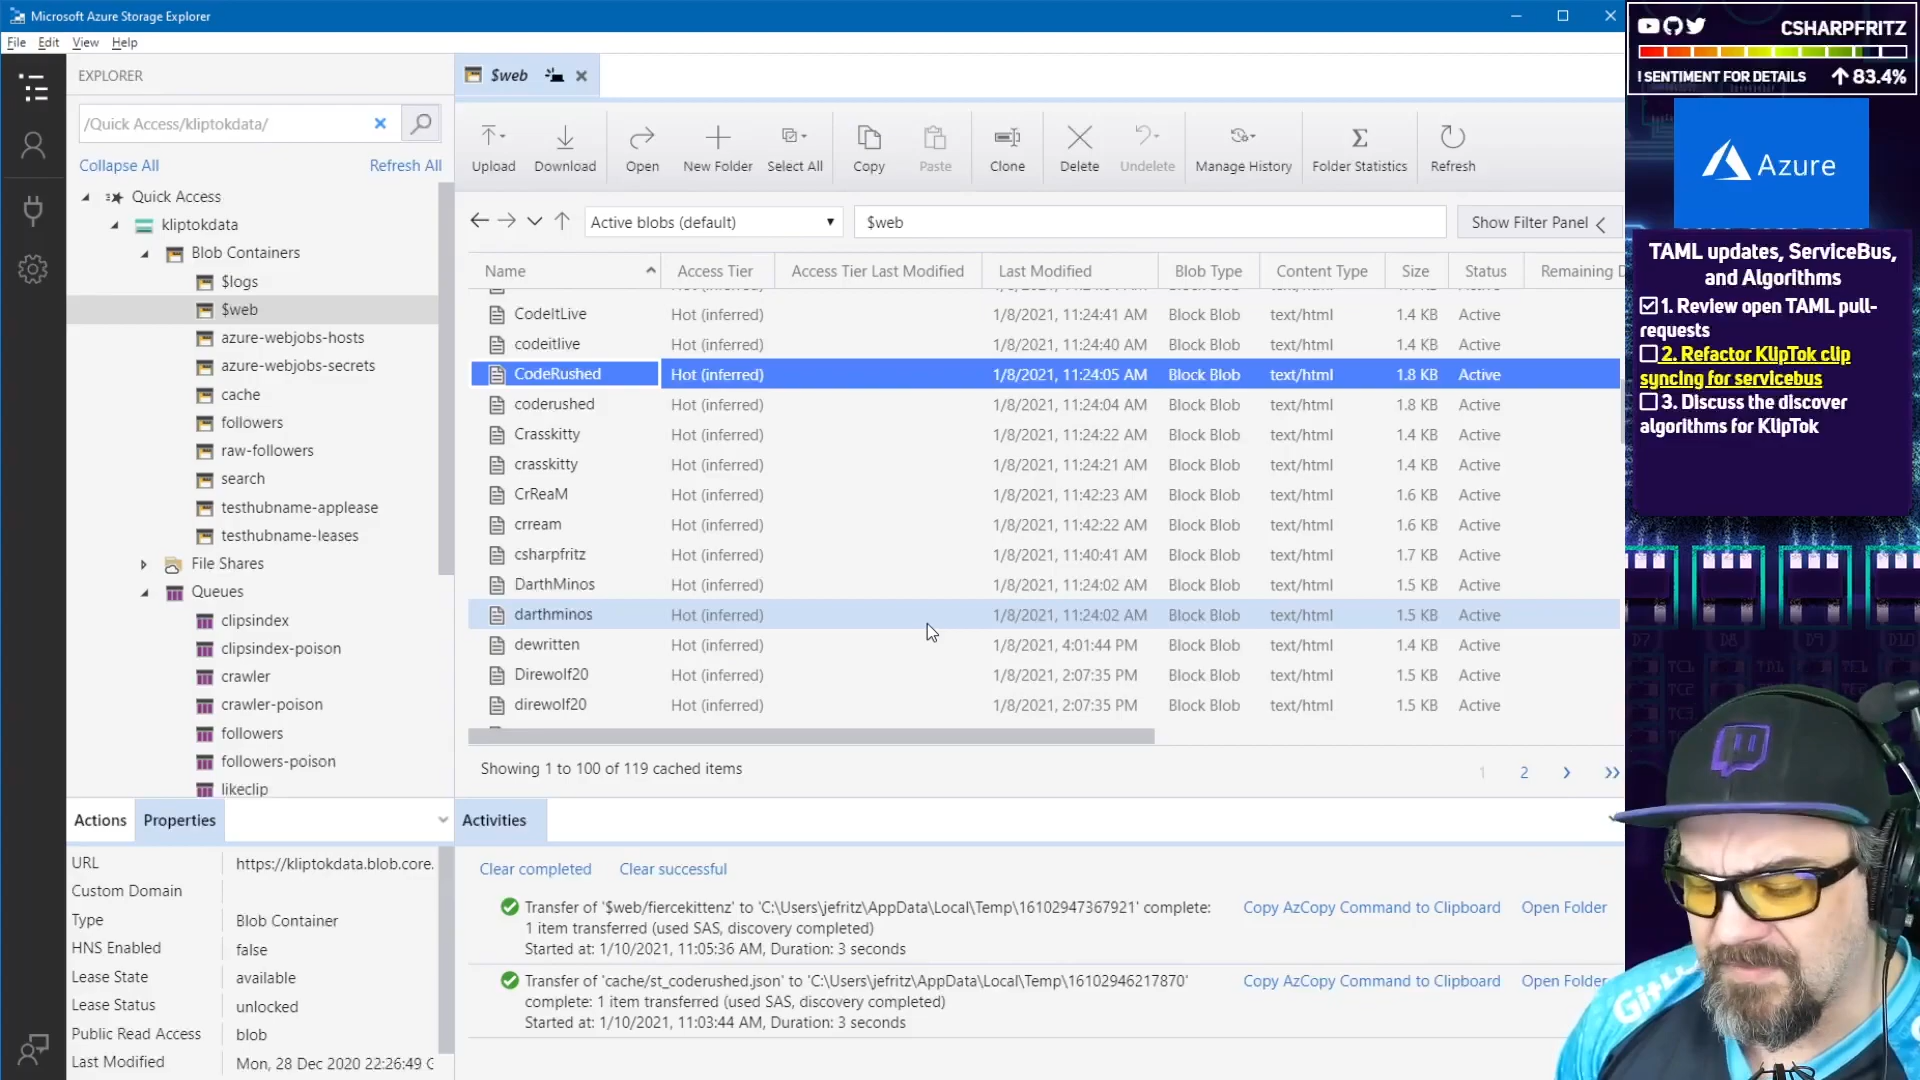 Microsoft Azure Storage Explorer
File Edit View Help
EXPLORER
/Quick Access/kliptokdata/
Collapse All Refresh All
Quick Access
kliptokdata
Blob Containers
$logs
$web
azure-webjobs-hosts
azure-webjobs-secrets
cache
followers
raw-followers
search
testhubname-applease
testhubname-leases
File Shares
Queues
clipsindex
clipsindex-poison
crawler
crawler-poison
followers
followers-poison
likeclip
Actions Properties
URL https://kliptokdata.blob.core.
Custom Domain
Type Blob Container
HNS Enabled false
Lease State available
Lease Status unlocked
Public Read Access blob
Last Modified Mon, 28 Dec 2020 22:26:49 G
$web
Upload Download Open New Folder Select All Copy Paste Clone Delete Undelete Manage History Folder Statistics Refresh
Active blobs (default) $web Show Filter Panel
Name Access Tier Access Tier Last Modified Last Modified Blob Type Content Type Size Status Remaining D
CodeItLive Hot (inferred) 1/8/2021, 11:24:41 AM Block Blob text/html 1.4 KB Active
codeitlive Hot (inferred) 1/8/2021, 11:24:40 AM Block Blob text/html 1.4 KB Active
CodeRushed Hot (inferred) 1/8/2021, 11:24:05 AM Block Blob text/html 1.8 KB Active
coderushed Hot (inferred) 1/8/2021, 11:24:04 AM Block Blob text/html 1.8 KB Active
Crasskitty Hot (inferred) 1/8/2021, 11:24:22 AM Block Blob text/html 1.4 KB Active
crasskitty Hot (inferred) 1/8/2021, 11:24:21 AM Block Blob text/html 1.4 KB Active
CrReaM Hot (inferred) 1/8/2021, 11:42:23 AM Block Blob text/html 1.6 KB Active
crream Hot (inferred) 1/8/2021, 11:42:22 AM Block Blob text/html 1.6 KB Active
csharpfritz Hot (inferred) 1/8/2021, 11:40:41 AM Block Blob text/html 1.7 KB Active
DarthMinos Hot (inferred) 1/8/2021, 11:24:02 AM Block Blob text/html 1.5 KB Active
darthminos Hot (inferred) 1/8/2021, 11:24:02 AM Block Blob text/html 1.5 KB Active
dewritten Hot (inferred) 1/8/2021, 4:01:44 PM Block Blob text/html 1.4 KB Active
Direwolf20 Hot (inferred) 1/8/2021, 2:07:35 PM Block Blob text/html 1.5 KB Active
direwolf20 Hot (inferred) 1/8/2021, 2:07:35 PM Block Blob text/html 1.5 KB Active
Showing 1 to 100 of 119 cached items 1 2
Activities
Clear completed Clear successful
Transfer of '$web/fiercekittenz' to 'C:\Users\jefritz\AppData\Local\Temp\16102947367921' complete: Copy AzCopy Command to Clipboard Open Folder
1 item transferred (used SAS, discovery completed)
Started at: 1/10/2021, 11:05:36 AM, Duration: 3 seconds
Transfer of 'cache/st_coderushed.json' to 'C:\Users\jefritz\AppData\Local\Temp\16102946217870' Copy AzCopy Command to Clipboard Open Folder
complete: 1 item transferred (used SAS, discovery completed)
Started at: 1/10/2021, 11:03:44 AM, Duration: 3 seconds
CSHARPFRITZ
!SENTIMENT FOR DETAILS 83.4%
Azure
TAML updates, ServiceBus,
and Algorithms
1. Review open TAML pull-
requests
2. Refactor KlipTok clip
syncing for servicebus
3. Discuss the discover
algorithms for KlipTok
GitHu